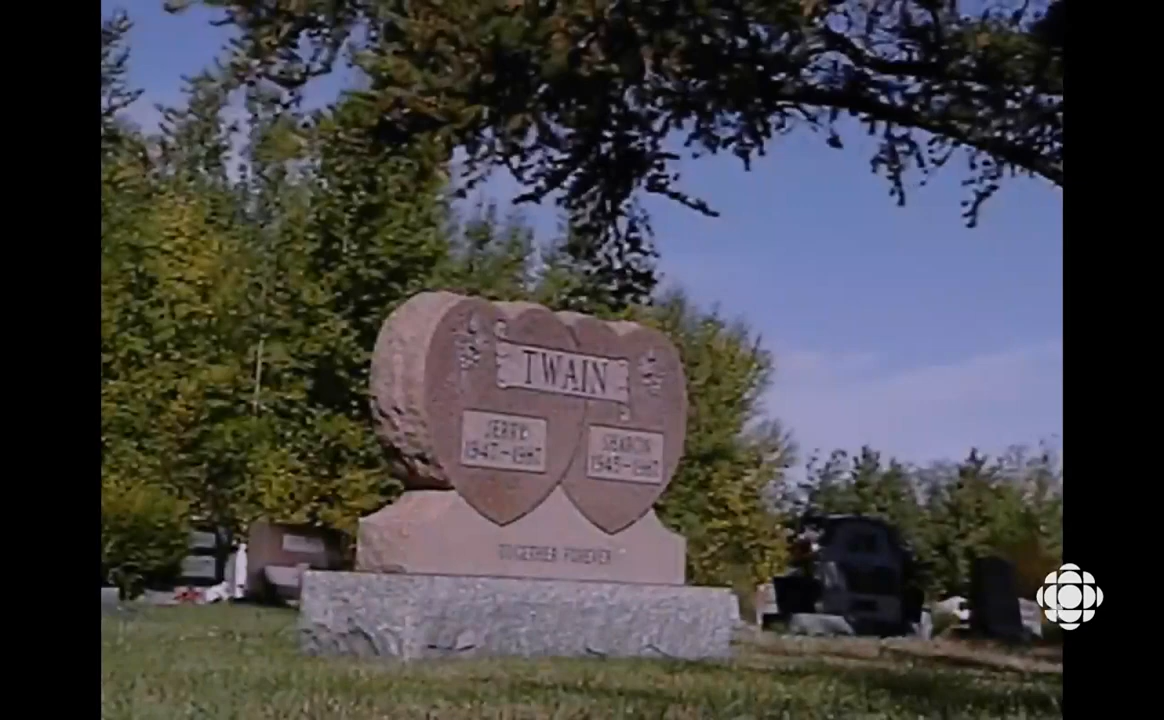 TWAIN
JERRY
1947-1987
SHARON
1945-1987
TOGETHER FOREVER